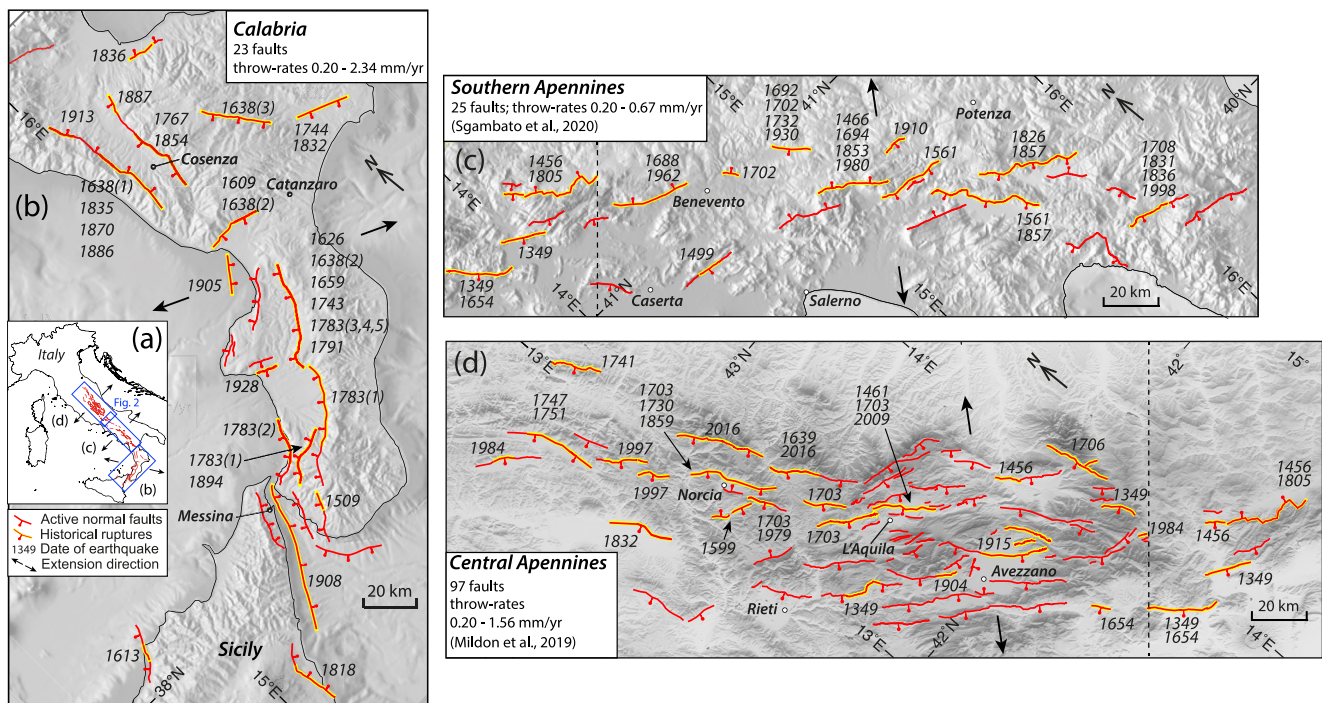 Calabria
23 faults
throw-rates 0.20 - 2.34 mm/yr
1836
16°E
1913
1887
1767
1854
1638(3)
1744
1832
N
Cosenza
(b)
1638(1)
1835
1870
1886
1609
1638(2)
Catanzaro
1626
1638(2)
1659
1743
1783(3,4,5)
1791
1905
1928
1783(1)
1783(2)
1783(1)
1894
1509
Messina
1908
20 km
1613
Sicily
1818
38°N
15°E
(a)
Italy
Fig. 2
(d)
(c)
(b)
Active normal faults
Historical ruptures
1349 Date of earthquake
Extension direction
Southern Apennines
25 faults; throw-rates 0.20 - 0.67 mm/yr
(Sgambato et al., 2020)
(c)
15°E
41°N
1692
1702
1732
1930
1466
1694
1853
1980
1910
Potenza
16°E
N
40°N
14°E
1456
1805
1688
1962
1702
Benevento
1561
1826
1857
1708
1831
1836
1998
1349
1349
1654
1499
1561
1857
14°E
41°N
Caserta
Salerno
15°E
16°E
20 km
(d)
13°E
1741
43°N
14°E
N
42°
15°
1747
1751
1703
1730
1859
1461
1703
2009
1984
1997
2016
1639
2016
1706
1456
1456
1805
1997
Norcia
1703
1349
1832
1599
1703
1979
1703
L'Aquila
1915
1984
1456
Avezzano
1904
1349
Rieti
1349
1654
1349
1654
20 km
13°E
42°N
14°E
Central Apennines
97 faults
throw-rates
0.20 - 1.56 mm/yr
(Mildon et al., 2019)